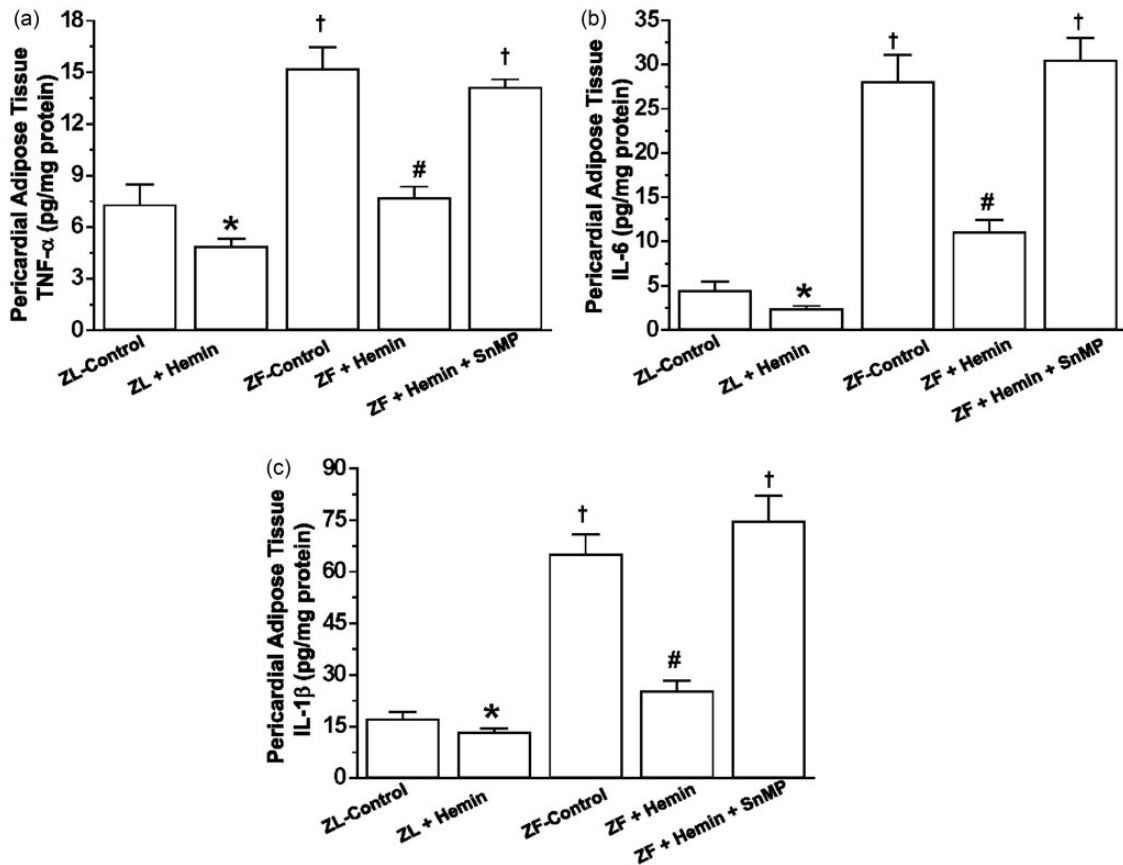 (a)
Pericardial Adipose Tissue
TNF-α (pg/mg protein)
18
15
12
9
6
3
0
*
†
#
†
ZL-Control
ZL + Hemin
ZF-Control
ZF + Hemin
ZF + Hemin + SnMP
(b)
Pericardial Adipose Tissue
IL-6 (pg/mg protein)
35
30
25
20
15
10
5
0
*
†
#
†
ZL-Control
ZL + Hemin
ZF-Control
ZF + Hemin
ZF + Hemin + SnMP
(c)
Pericardial Adipose Tissue
IL-1β (pg/mg protein)
90
75
60
45
30
15
0
*
†
#
†
ZL-Control
ZL + Hemin
ZF-Control
ZF + Hemin
ZF + Hemin + SnMP